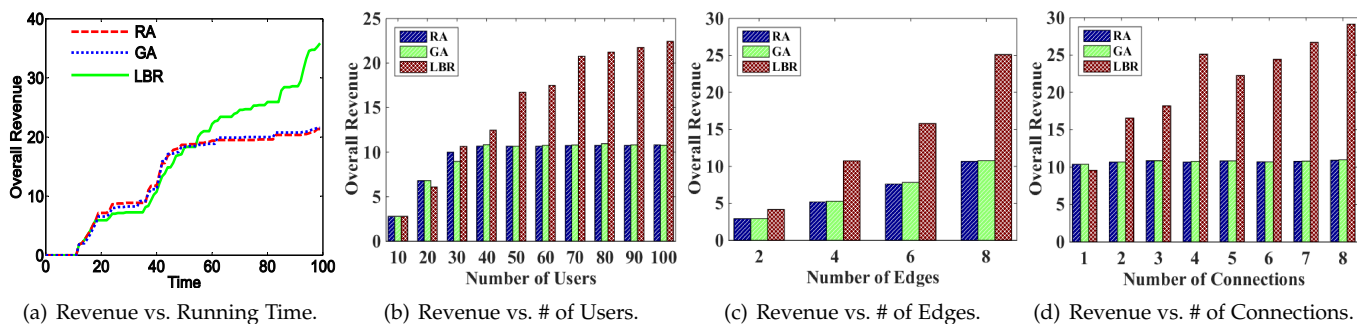 Overall Revenue
40
30
20
10
0
RA
GA
LBR
0 20 40 60 80 100
Time
(a) Revenue vs. Running Time.
Overall Revenue
25
20
15
10
5
0
RA
GA
LBR
10 20 30 40 50 60 70 80 90 100
Number of Users
(b) Revenue vs. # of Users.
Overall Revenue
30
25
20
15
10
5
0
RA
GA
LBR
2 4 6 8
Number of Edges
(c) Revenue vs. # of Edges.
Overall Revenue
30
25
20
15
10
5
0
RA
GA
LBR
1 2 3 4 5 6 7 8
Number of Connections
(d) Revenue vs. # of Connections.